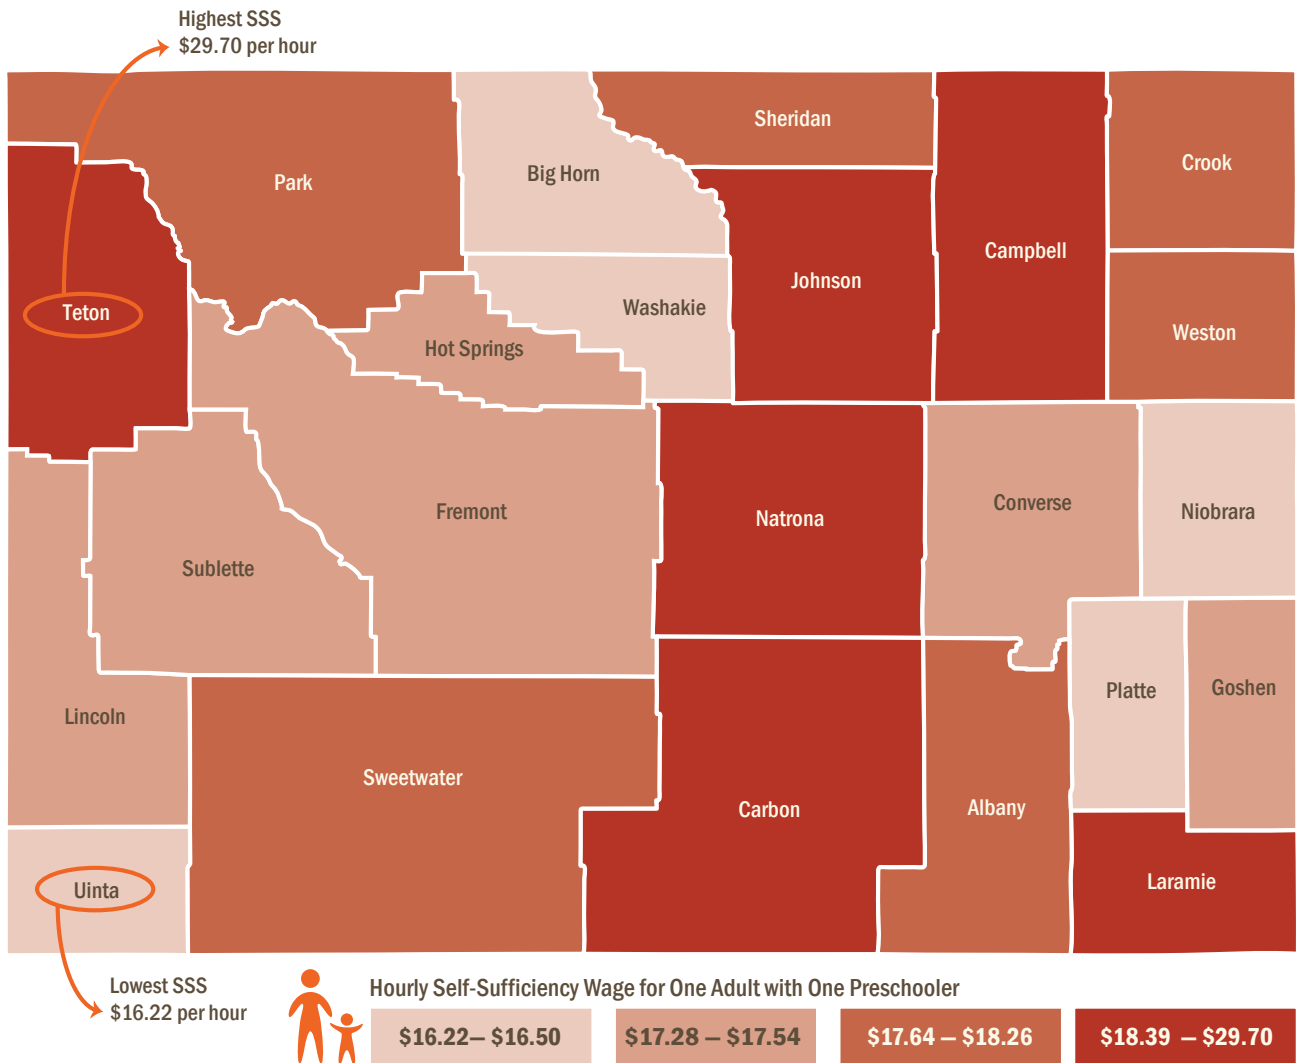 Highest SSS
$29.70 per hour
Sheridan
Crook
Big Horn
Park
Campbell
Johnson
Washakie
Teton
Weston
Hot Springs
Converse
Fremont
Niobrara
Natrona
Sublette
Goshen
Platte
Lincoln
Sweetwater
Albany
Carbon
Laramie
Uinta
Lowest SSS
$16.22 per hour
Hourly Self-Sufficiency Wage for One Adult with One Preschooler
$16.22— $16.50
$17.28 — $17.54
$17.64 — $18.26
$18.39 — $29.70